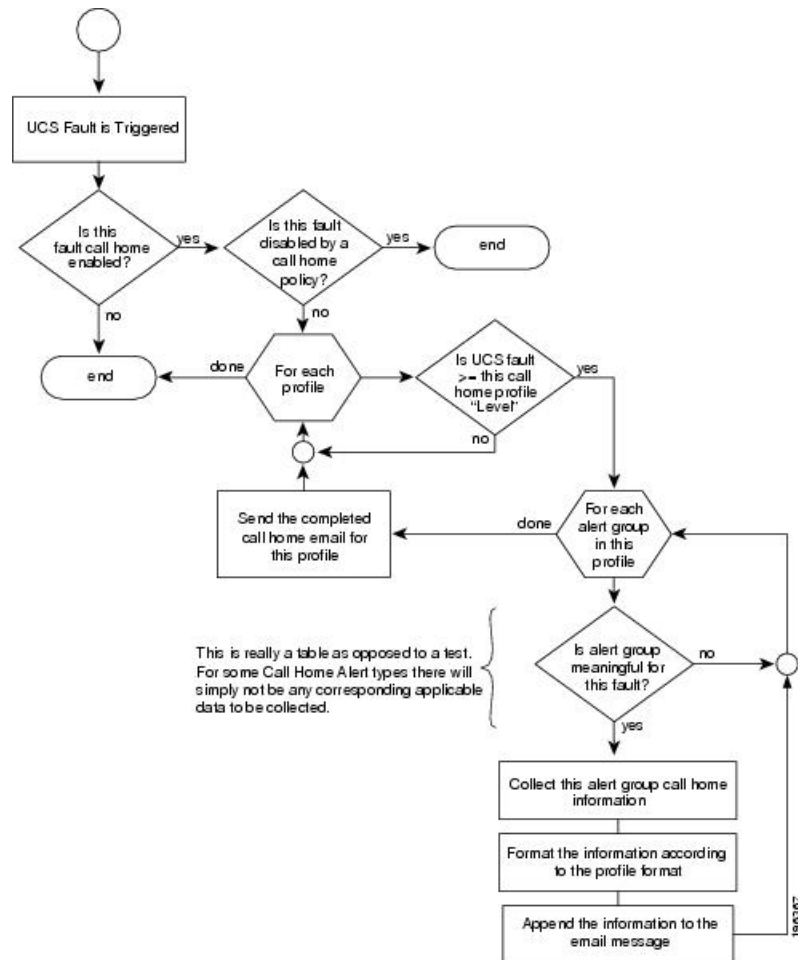 UCS Fault is Triggered
Is this
fault call home
enabled?
yes
Is this fault
disabled by a
call home
policy?
yes
end
no
no
end
done
For each
profile
Is UCS fault
>= this call
home profile
"Level"
yes
no
Send the completed
call home email for
this profile
done
For each
alert group
in this
profile
This is really a table as opposed to a test.
For some Call Home Alert types there will
simply not be any corresponding applicable
data to be collected.
Is alert group
meaningful for
this fault?
no
yes
Collect this alert group call home
information
Format the information according
to the profile format
Append the information to the
email message